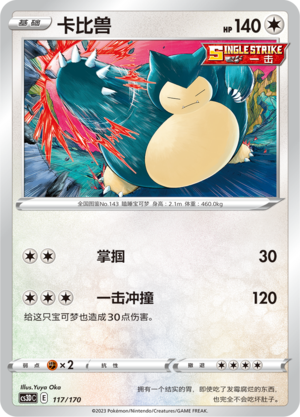 基础
卡比兽
HP 140
SINGLE STRIKE
一击
全国图鉴No.143 瞌睡宝可梦 身高：2.1m 体重：460.0kg
掌掴 30
一击冲撞 120
给这只宝可梦也造成30点伤害。
弱点 ×2 抵抗力 撤退
Illus.Yuya Oka
cs3D C E 117/170
拥有一个结实的胃，即使吃了发霉腐烂的东西，
也完全不会吃坏肚子。
©2023 Pokémon/Nintendo/Creatures/GAME FREAK.